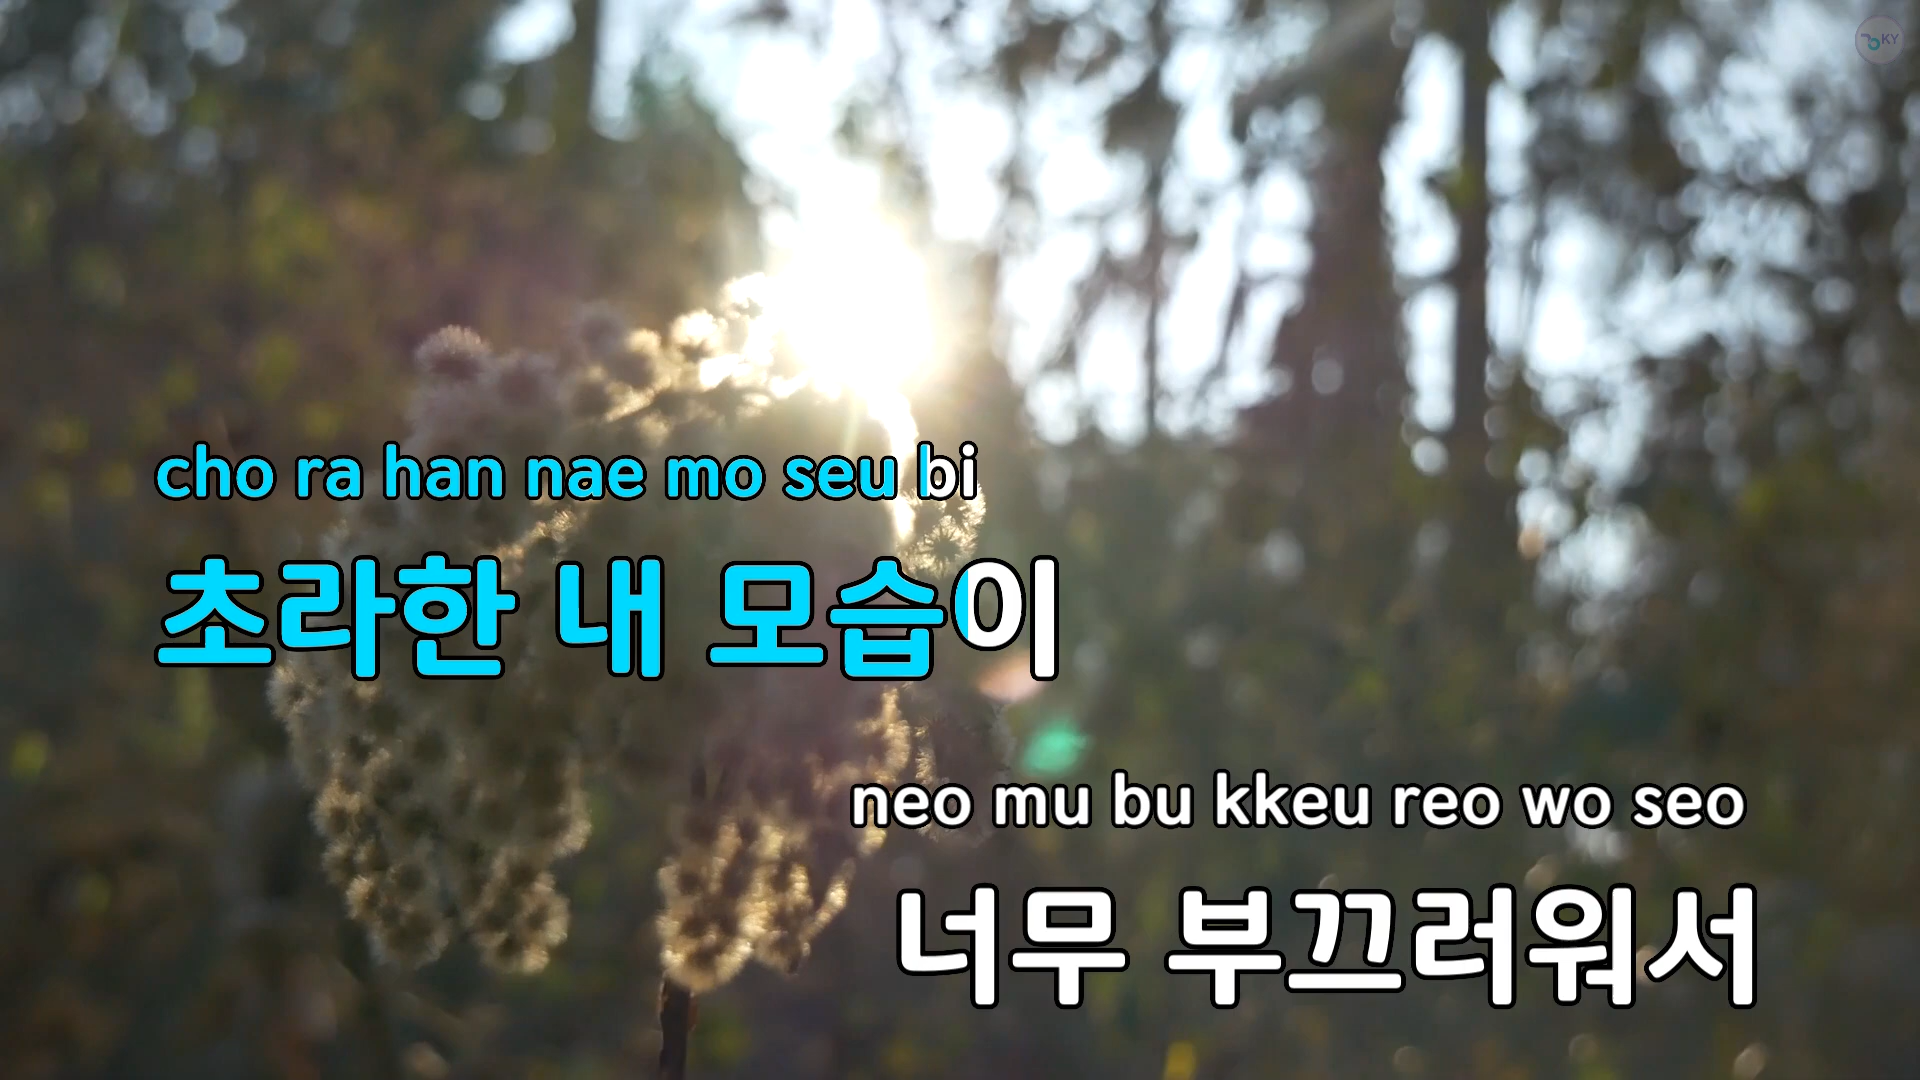 KY
cho ra han nae mo seu bi
초라한 내 모습이
neo mu bu kkeu reo wo seo
너무 부끄러워서